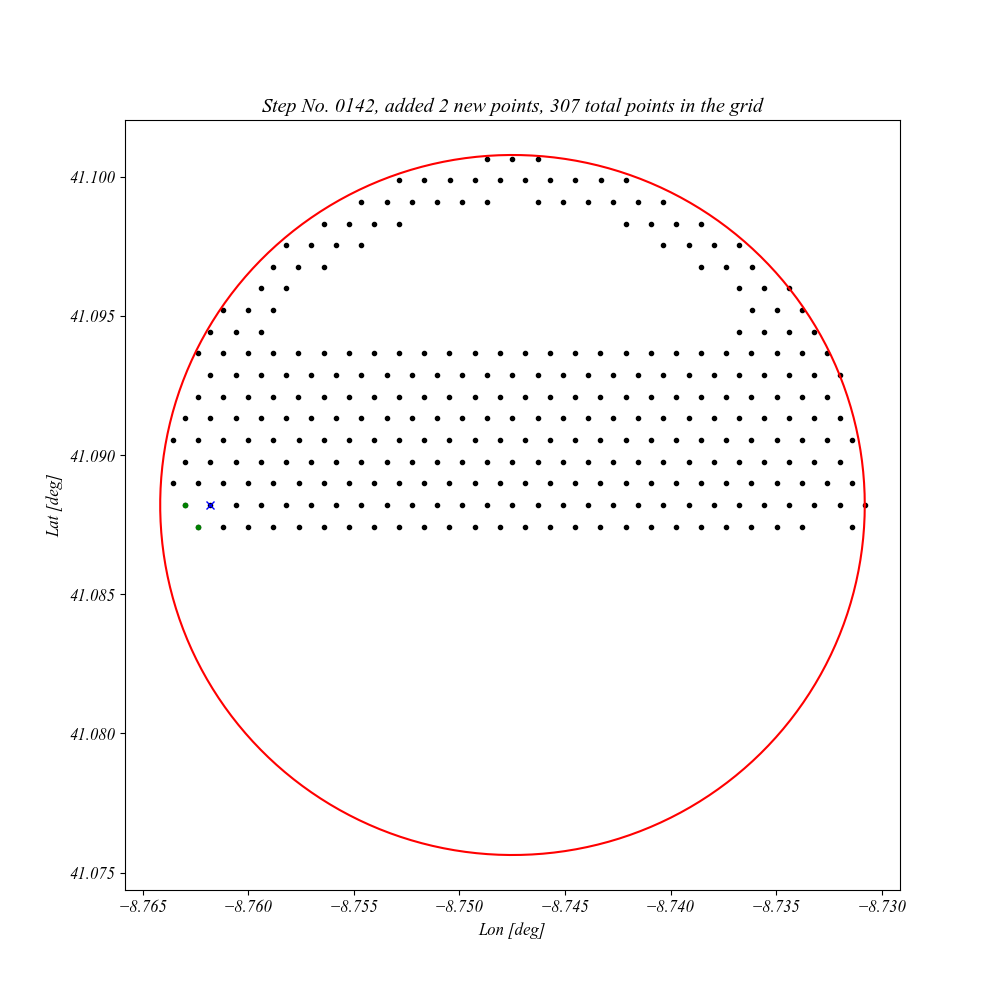 Step No. 0142, added 2 new points, 307 total points in the grid
41.100
41.095
41.090
41.085
41.080
41.075
Lat [deg]
−8.765 −8.760 −8.755 −8.750 −8.745 −8.740 −8.735 −8.730
Lon [deg]